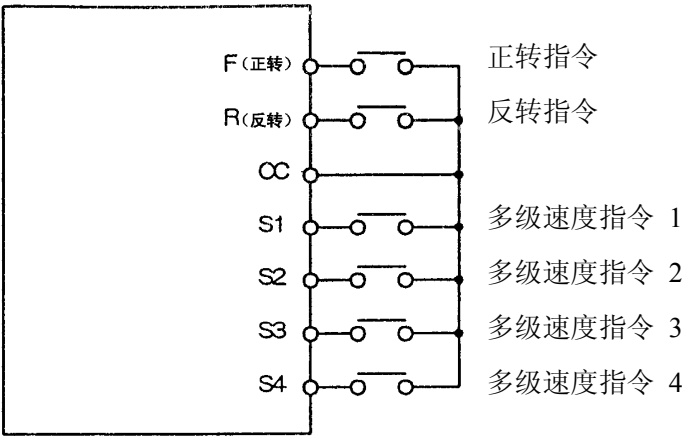 F（正转） 正转指令
R（反转） 反转指令
CC
S1 多级速度指令 1
S2 多级速度指令 2
S3 多级速度指令 3
S4 多级速度指令 4